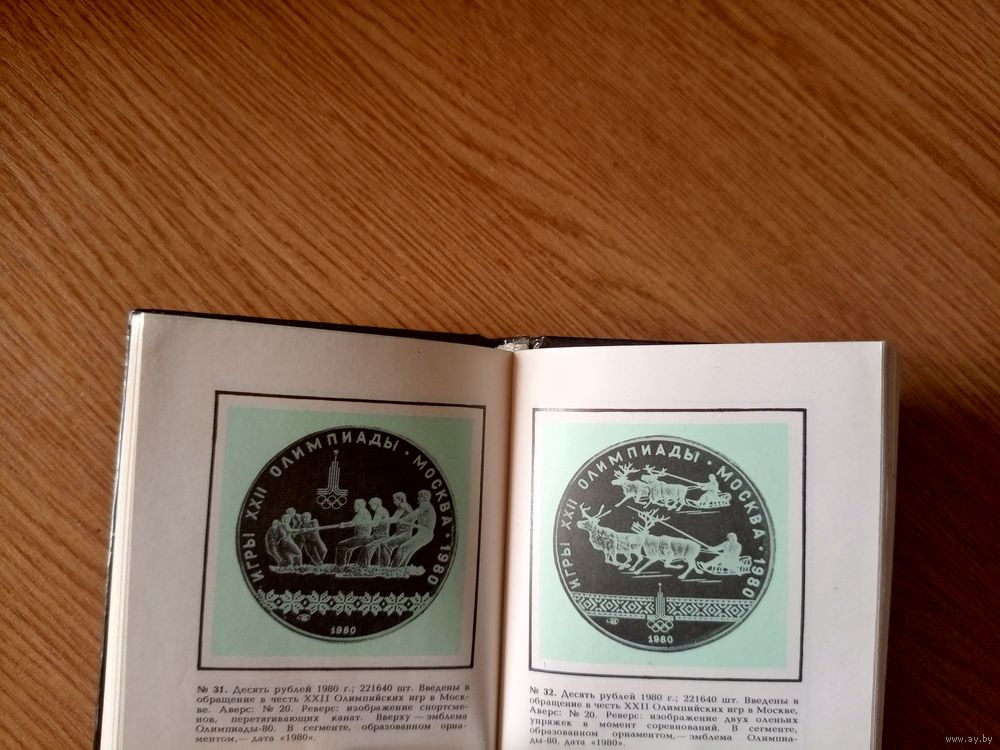 ИГРЫ XXII ОЛИМПИАДЫ · МОСКВА · 1980
1980
№ 31. Десять рублей 1980 г.; 221640 шт. Введены в
обращение в честь XXII Олимпийских игр в Моск-
ве. Аверс: № 20. Реверс: изображение спортсме-
нов, перетягивающих канат. Вверху — эмблема
Олимпиады-80. В сегменте, образованном орна-
ментом,— дата «1980».
ИГРЫ XXII ОЛИМПИАДЫ · МОСКВА · 1980
1980
№ 32. Десять рублей 1980 г.; 221640 шт. Введены в
обращение в честь XXII Олимпийских игр в Москве.
Аверс: № 20. Реверс: изображение двух оленьих
упряжек в момент соревнований. В сегменте,
образованном орнаментом,— эмблема Олимпиа-
ды-80, дата «1980».
www.ay.by